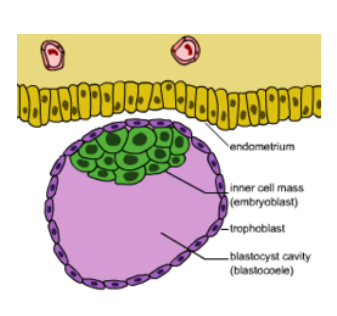 endometrium
inner cell mass
(embryoblast)
trophoblast
blastocyst cavity
(blastocoele)